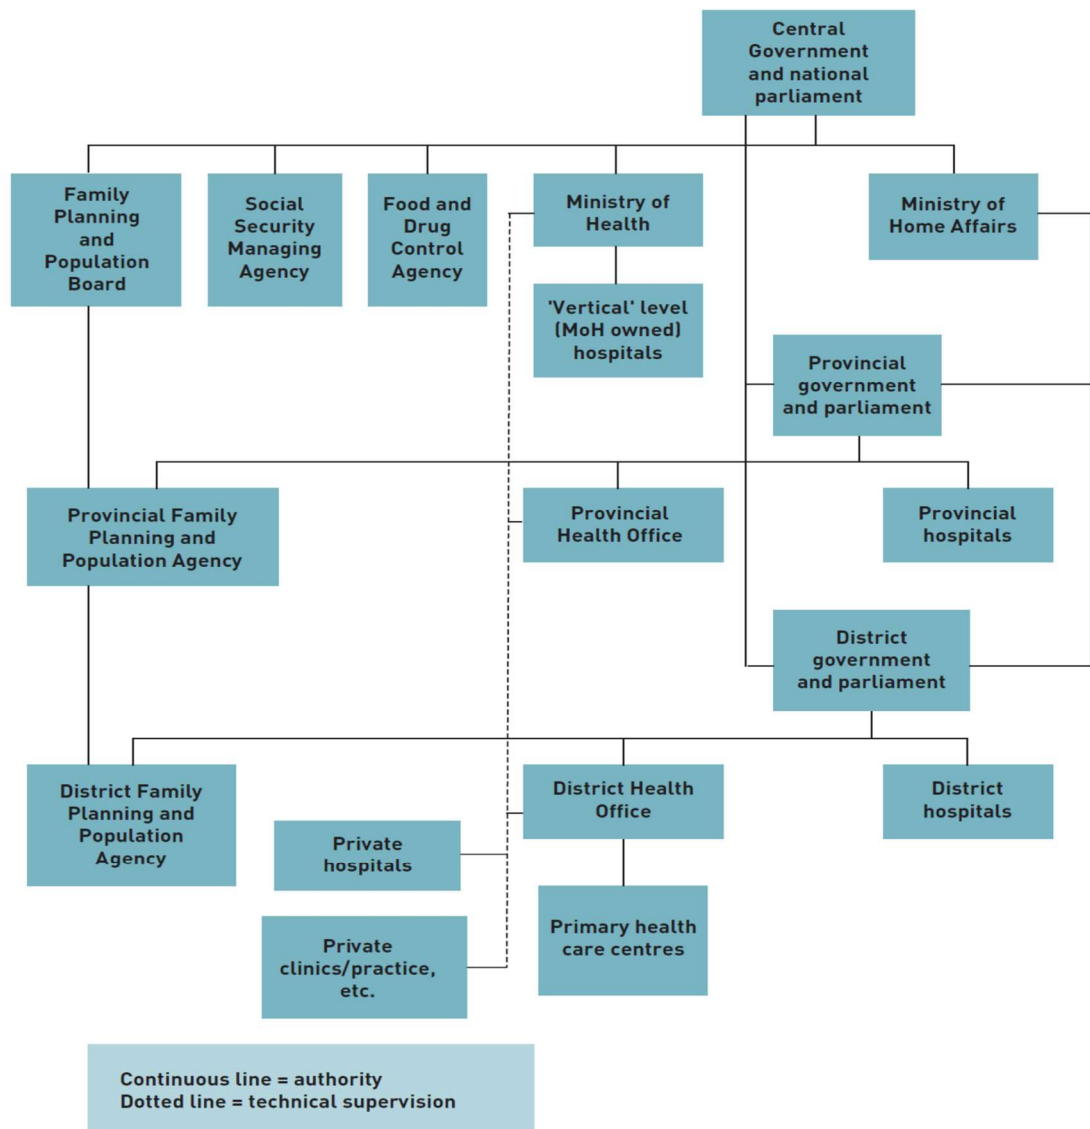 Central
Government
and national
parliament
Family
Planning
and
Population
Board
Social
Security
Managing
Agency
Food and
Drug
Control
Agency
Ministry of
Health
Ministry of
Home Affairs
'Vertical' level
(MoH owned)
hospitals
Provincial
government
and parliament
Provincial Family
Planning and
Population Agency
Provincial
Health Office
Provincial
hospitals
District
government
and parliament
District Family
Planning and
Population
Agency
District Health
Office
District
hospitals
Private
hospitals
Primary health
care centres
Private
clinics/practice,
etc.
Continuous line = authority
Dotted line = technical supervision